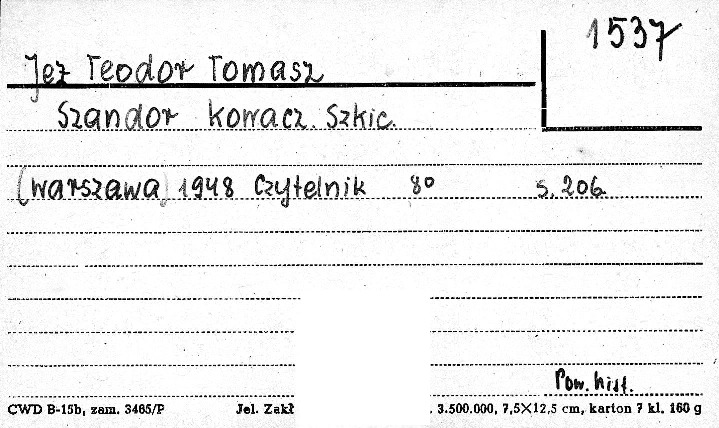 1537
Jeż Teodor Tomasz
Szandor Kowacz. Szkic.
(Warszawa) 1948 Czytelnik 8º s. 206
Pow. hist.
CWD B-15b, zam. 3465/P Jel. Zakł . 3.500.000, 7,5×12,5 cm, karton 7 kl. 160 g